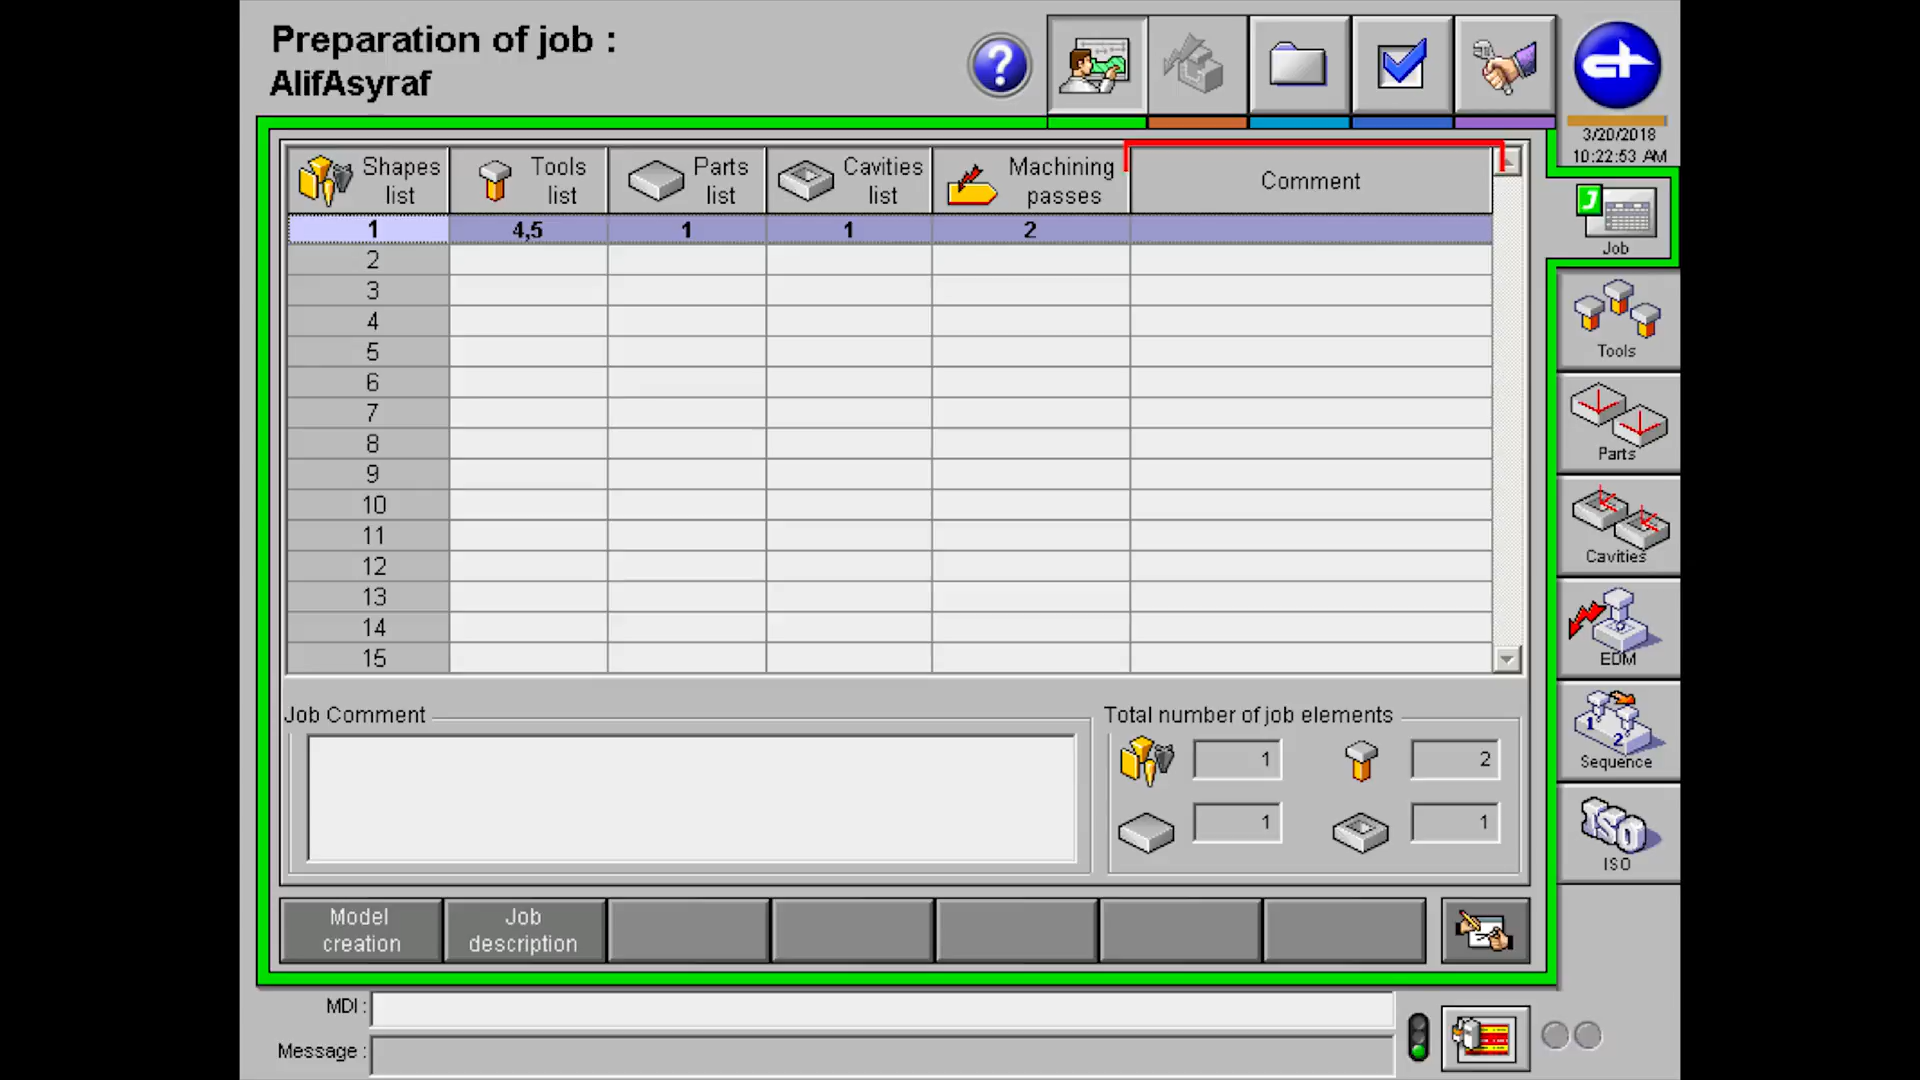 Preparation of job :
AlifAsyraf
?
3/20/2018
10:22:53 AM
Shapes list
Tools list
Parts list
Cavities list
Machining passes
Comment
1 4,5 1 1 2
2
3
4
5
6
7
8
9
10
11
12
13
14
15
J
Job
Tools
Parts
Cavities
EDM
1 2
Sequence
ISO
ISO
Job Comment
Total number of job elements
1 2
1 1
Model creation
Job description
MDI :
Message :